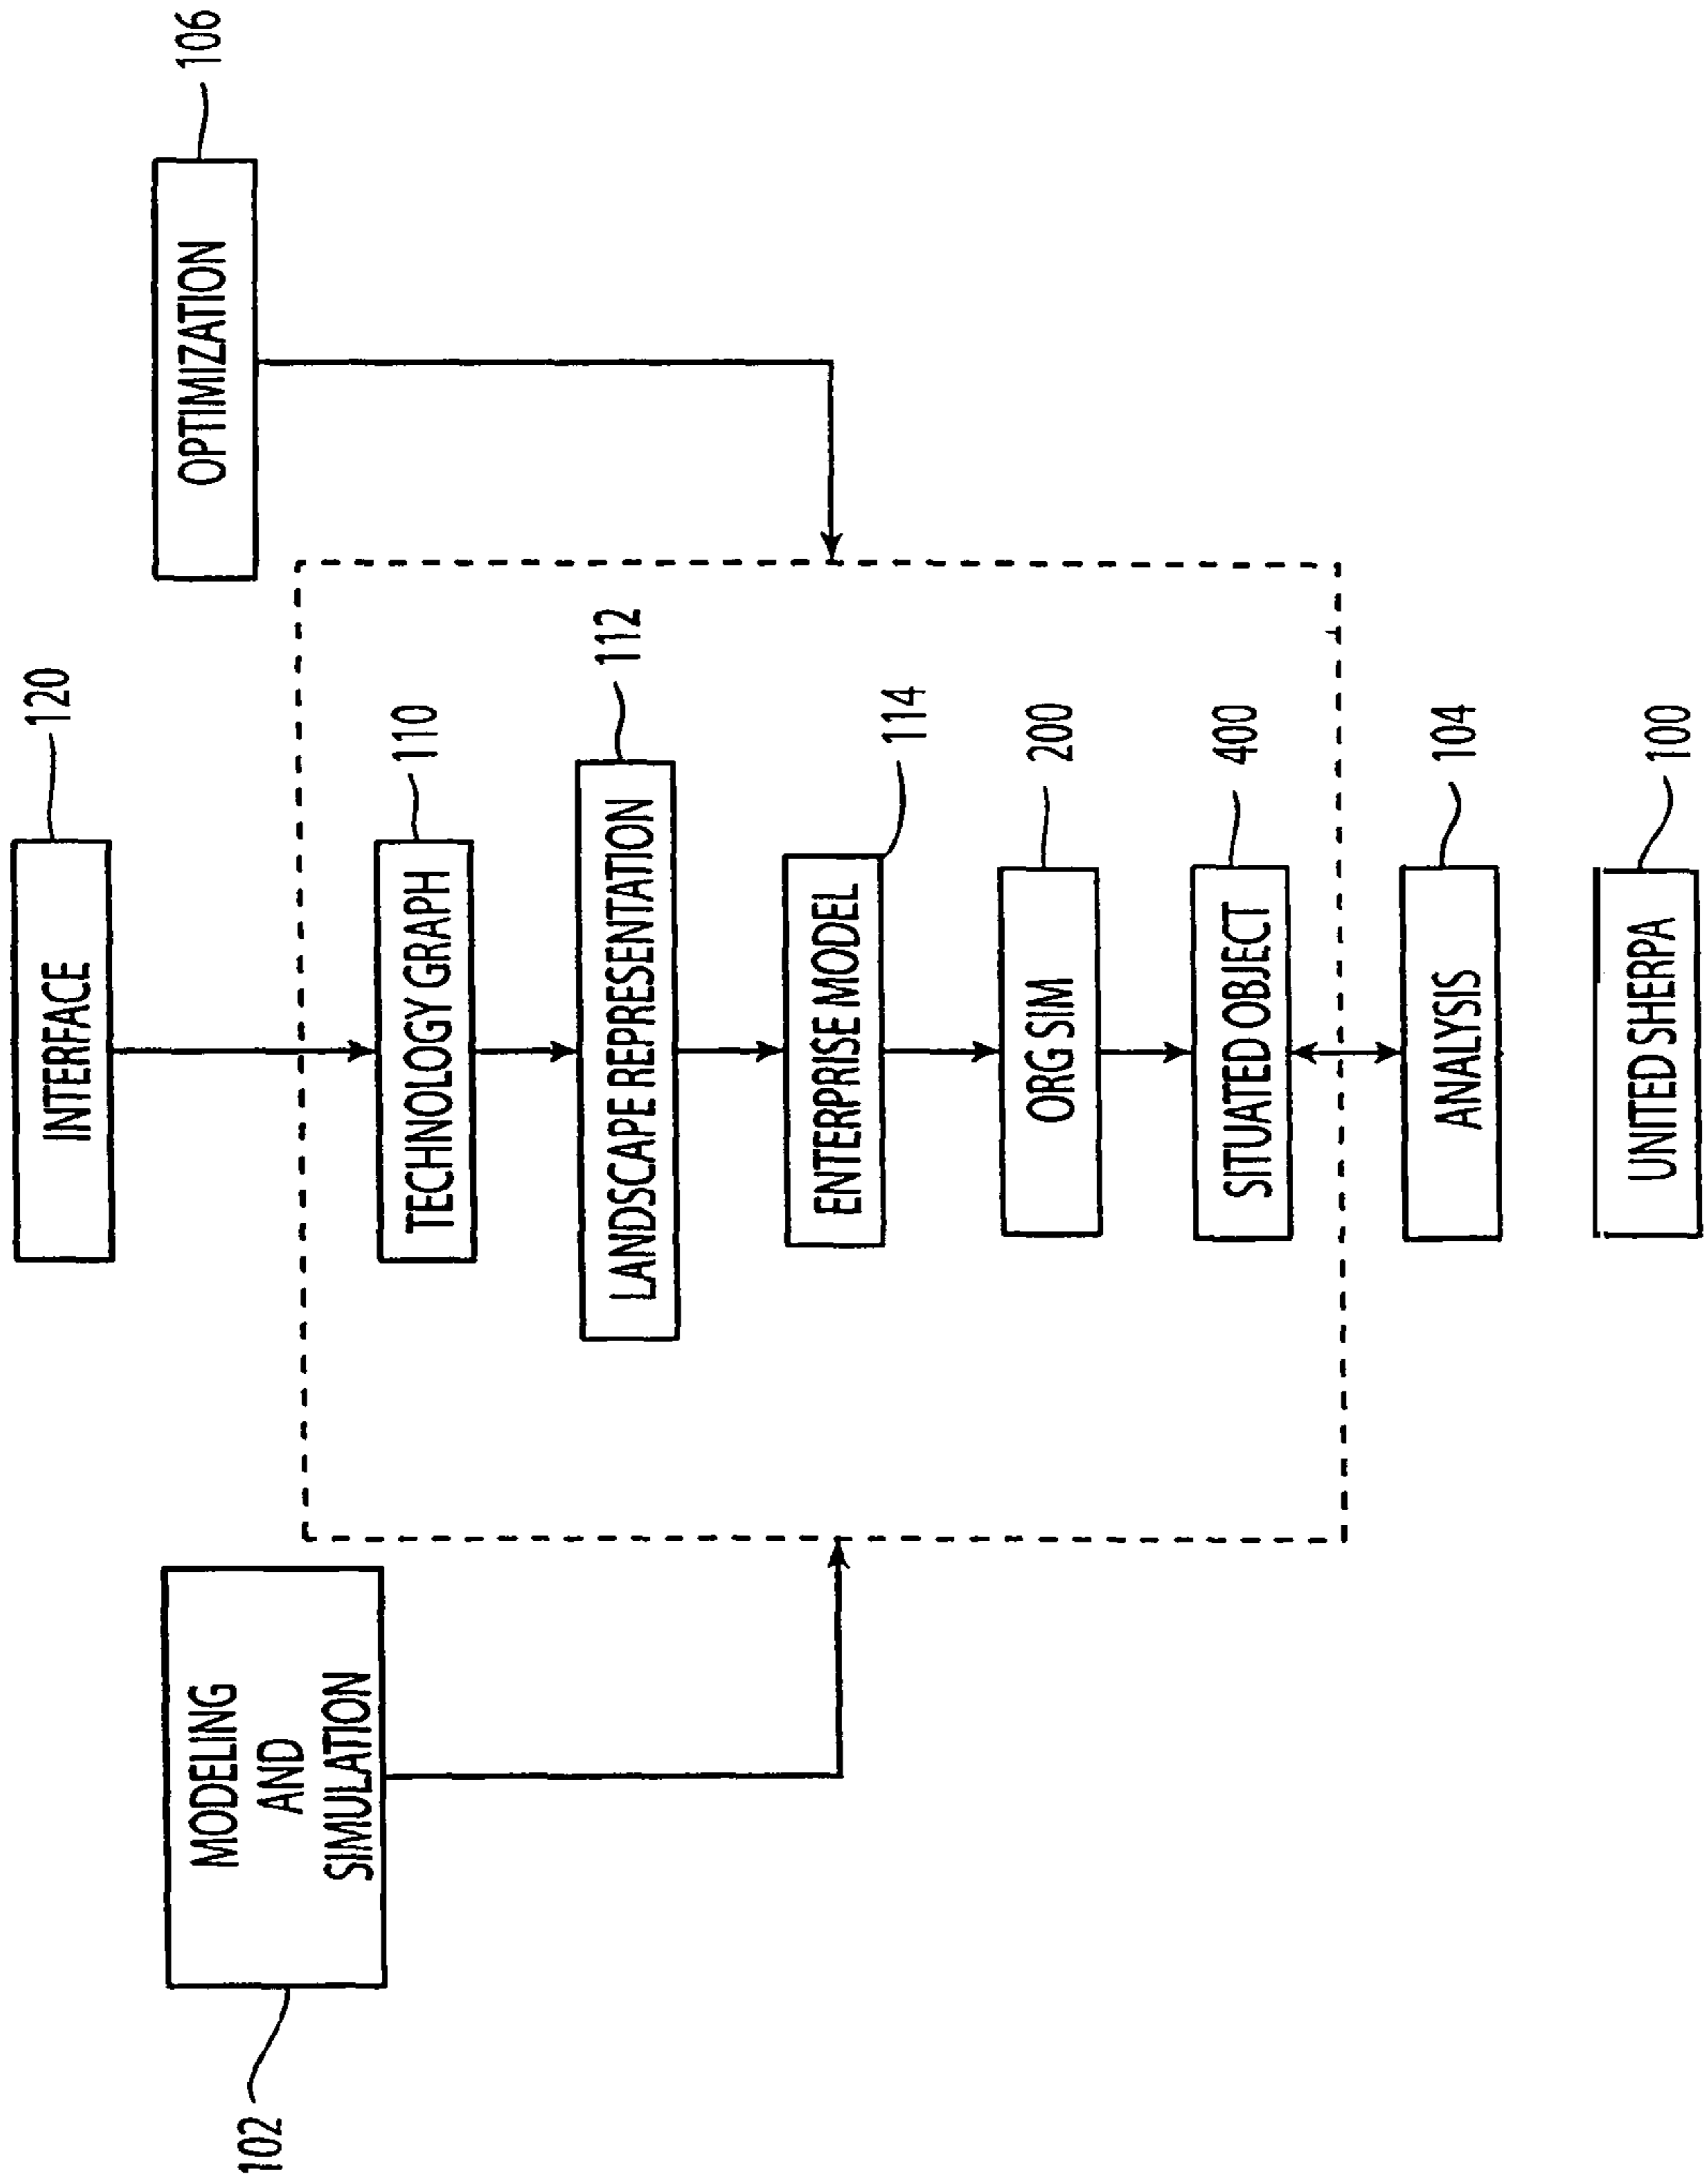 INTERFACE
120
MODELING
AND
SIMULATION
102
OPTIMIZATION
106
TECHNOLOGY GRAPH
110
LANDSCAPE REPRESENTATION
112
ENTERPRISE MODEL
114
ORG SIM
200
SITUATED OBJECT
400
ANALYSIS
104
UNITED SHERPA
100